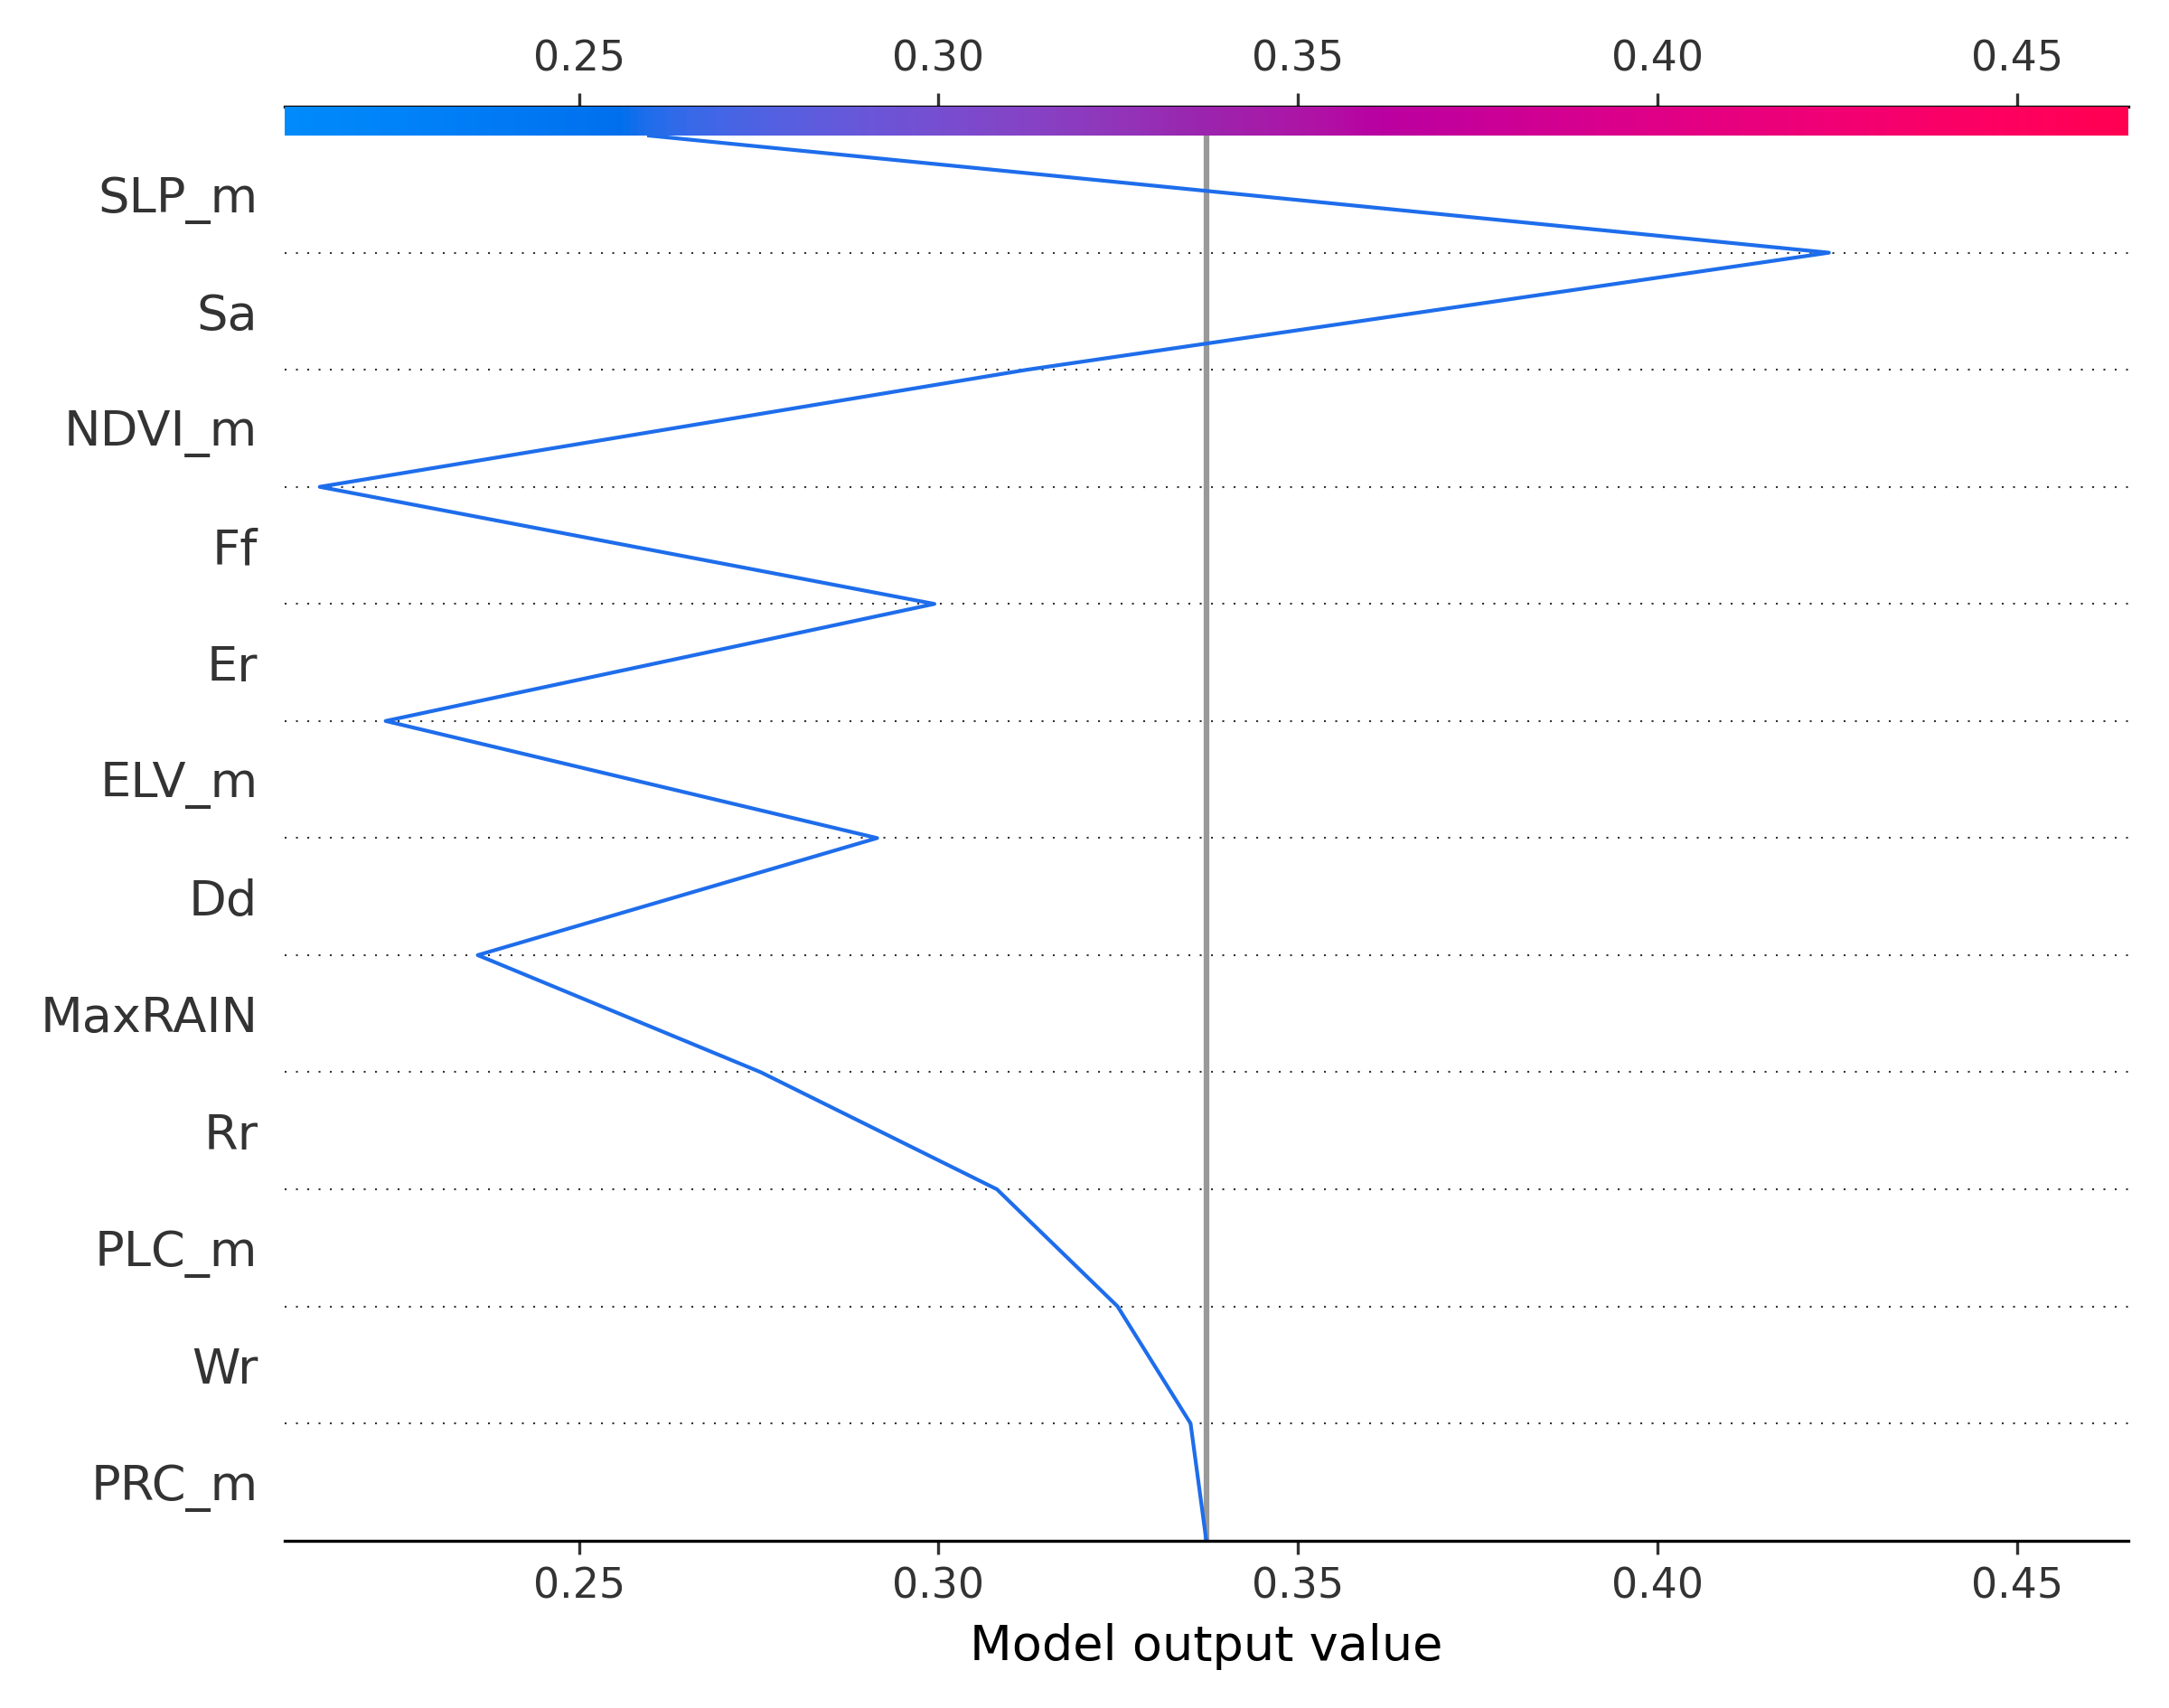 0.25 0.30 0.35 0.40 0.45
SLP_m
Sa
NDVI_m
Ff
Er
ELV_m
Dd
MaxRAIN
Rr
PLC_m
Wr
PRC_m
0.25 0.30 0.35 0.40 0.45
Model output value